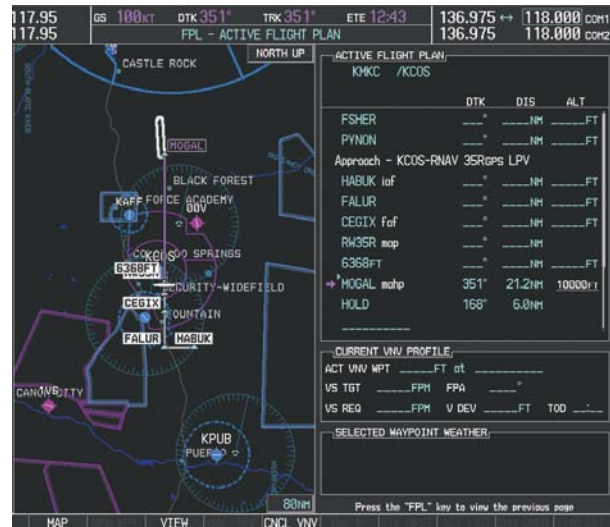 117.95 GS 100KT DTK 351° TRK 351° ETE 12:43 136.975 ↔ 118.000 COM1
117.95 FPL - ACTIVE FLIGHT PLAN 136.975 118.000 COM2
NORTH UP
CASTLE ROCK
MOGAL
BLACK FOREST
KAFF FORCE ACADEMY
00V
KCOS
SPRINGS
6368FT
SECURITY-WIDEFIELD
CEGIX
FOUNTAIN
FALUR HABUK
1V6
KPUB
80NM
ACTIVE FLIGHT PLAN
KMKC /KCOS
DTK DIS ALT
FSHER ___° ____NM _____FT
PYNON ___° ____NM _____FT
Approach - KCOS-RNAV 35RGPS LPV
HABUK iaf ___° ____NM _____FT
FALUR ___° ____NM _____FT
CEGIX faf ___° ____NM _____FT
RW35R map ___° ____NM
6368FT ___° ____NM _____FT
MOGAL mahp 351° 21.2NM 10000FT
HOLD 168° 6.0NM
__________
CURRENT VNV PROFILE
ACT VNV WPT _____FT at __________
VS TGT _____FPM FPA ____°
VS REQ _____FPM V DEV _____FT TOD __:__
SELECTED WAYPOINT WEATHER
Press the "FPL" key to view the previous page
MAP VIEW CNCL VNV